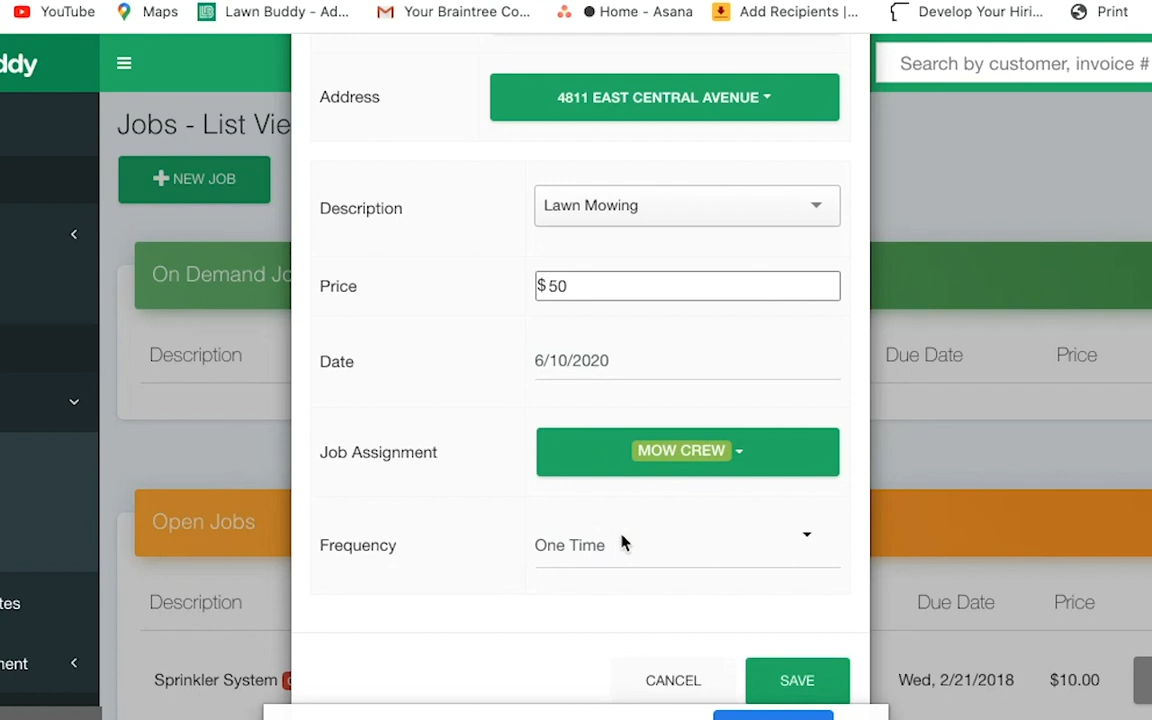 YouTube
Maps
Lawn Buddy - Ad...
Your Braintree Co...
Home - Asana
Add Recipients |...
Develop Your Hiri...
Print
ddy
Search by customer, invoice #
Address
4811 EAST CENTRAL AVENUE
Jobs - List Vie
NEW JOB
Description
Lawn Mowing
On Demand Jo
Price
$ 50
Description
Due Date
Price
Date
6/10/2020
Job Assignment
MOW CREW
Open Jobs
Frequency
One Time
tes
Description
Due Date
Price
ment
Sprinkler System
CANCEL
SAVE
Wed, 2/21/2018
$10.00